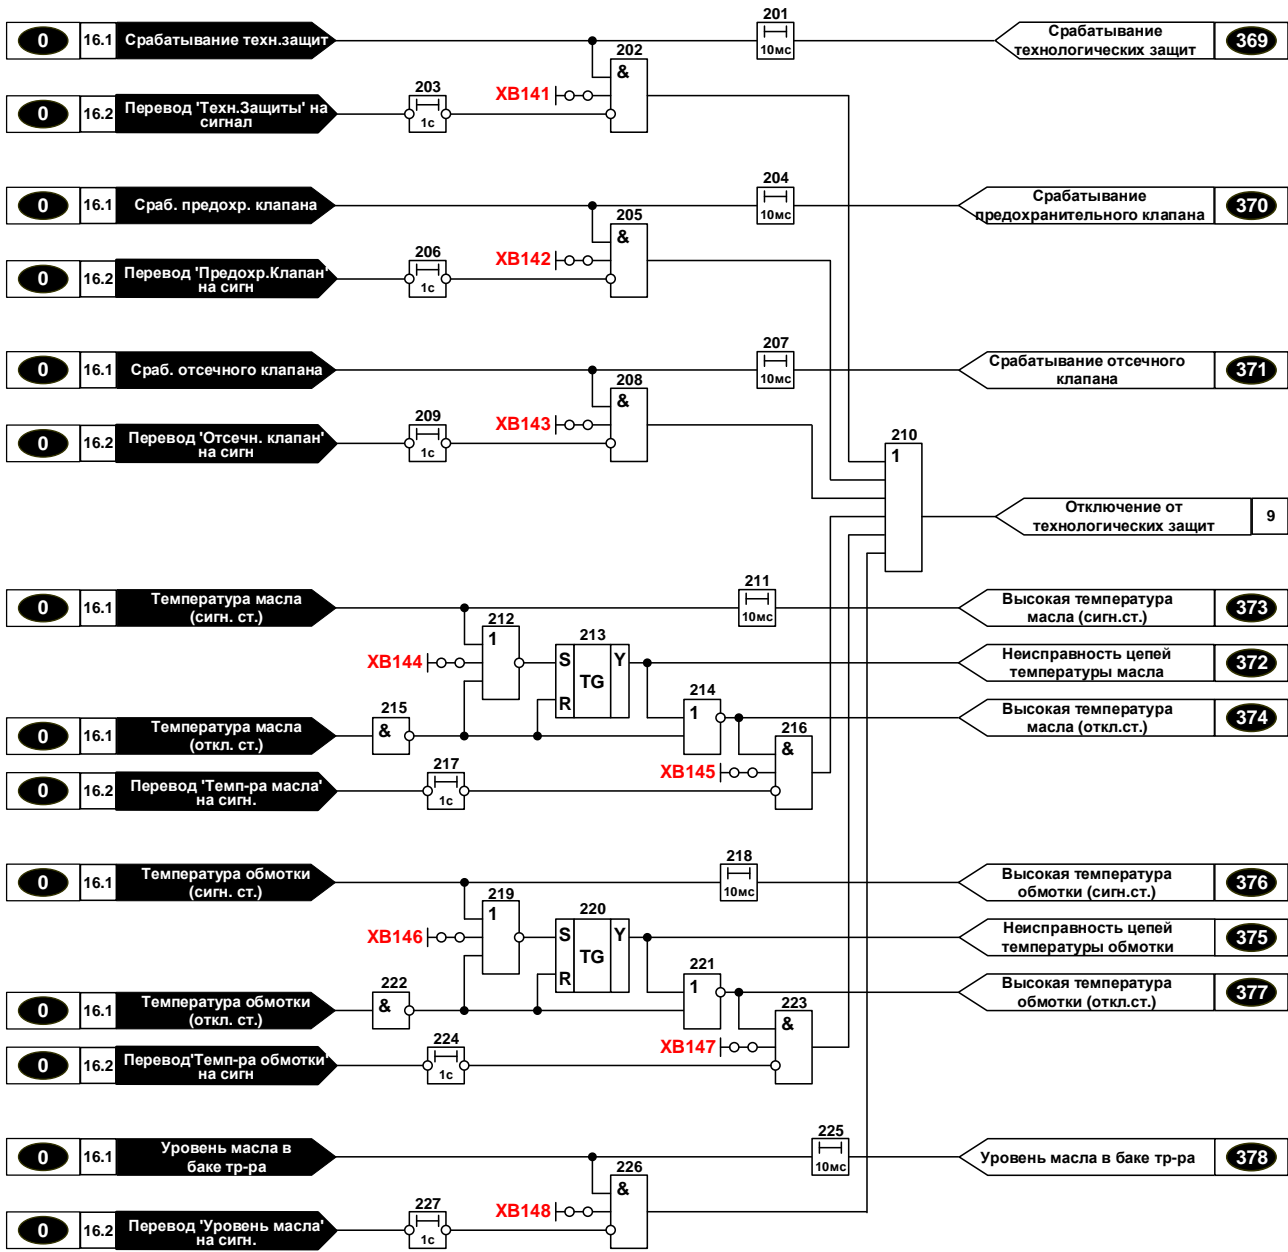 201
0 16.1 Срабатывание техн.защит
10мс
Срабатывание
технологических защит
369
202
&
203
XB141
0 16.2 Перевод 'Техн.Защиты' на
сигнал
1с
204
0 16.1 Сраб. предохр. клапана
10мс
Срабатывание
предохранительного клапана
370
205
&
206
XB142
0 16.2 Перевод 'Предохр.Клапан'
на сигн
1с
207
0 16.1 Сраб. отсечного клапана
10мс
Срабатывание отсечного
клапана
371
208
&
209
XB143
0 16.2 Перевод 'Отсечн. клапан'
на сигн
1с
210
1
Отключение от
технологических защит
9
211
0 16.1 Температура масла
(сигн. ст.)
10мс
Высокая температура
масла (сигн.ст.)
373
212
1
213
XB144
S TG Y
R
Неисправность цепей
температуры масла
372
214
1
215
&
0 16.1 Температура масла
(откл. ст.)
Высокая температура
масла (откл.ст.)
374
216
&
217
XB145
0 16.2 Перевод 'Темп-ра масла'
на сигн.
1с
218
0 16.1 Температура обмотки
(сигн. ст.)
10мс
Высокая температура
обмотки (сигн.ст.)
376
219
1
220
XB146
S TG Y
R
Неисправность цепей
температуры обмотки
375
221
1
222
&
0 16.1 Температура обмотки
(откл. ст.)
Высокая температура
обмотки (откл.ст.)
377
223
&
224
XB147
0 16.2 Перевод'Темп-ра обмотки'
на сигн
1с
225
0 16.1 Уровень масла в
баке тр-ра
10мс
Уровень масла в баке тр-ра
378
226
&
227
XB148
0 16.2 Перевод 'Уровень масла'
на сигн.
1с